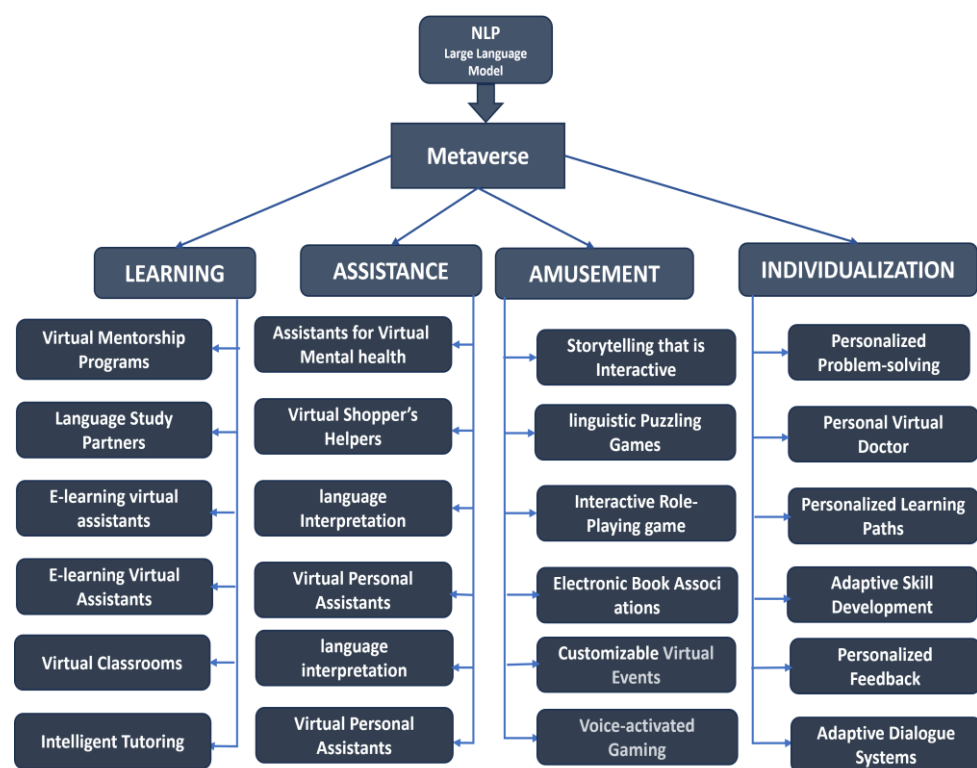 NLP
Large Language
Model
Metaverse
LEARNING
Virtual Mentorship
Programs
Language Study
Partners
E-learning virtual
assistants
E-learning Virtual
Assistants
Virtual Classrooms
Intelligent Tutoring
ASSISTANCE
Assistants for Virtual
Mental health
Virtual Shopper’s
Helpers
language
Interpretation
Virtual Personal
Assistants
language
interpretation
Virtual Personal
Assistants
AMUSEMENT
Storytelling that is
Interactive
linguistic Puzzling
Games
Interactive Role-
Playing game
Electronic Book Associ
ations
Customizable Virtual
Events
Voice-activated
Gaming
INDIVIDUALIZATION
Personalized
Problem-solving
Personal Virtual
Doctor
Personalized Learning
Paths
Adaptive Skill
Development
Personalized
Feedback
Adaptive Dialogue
Systems